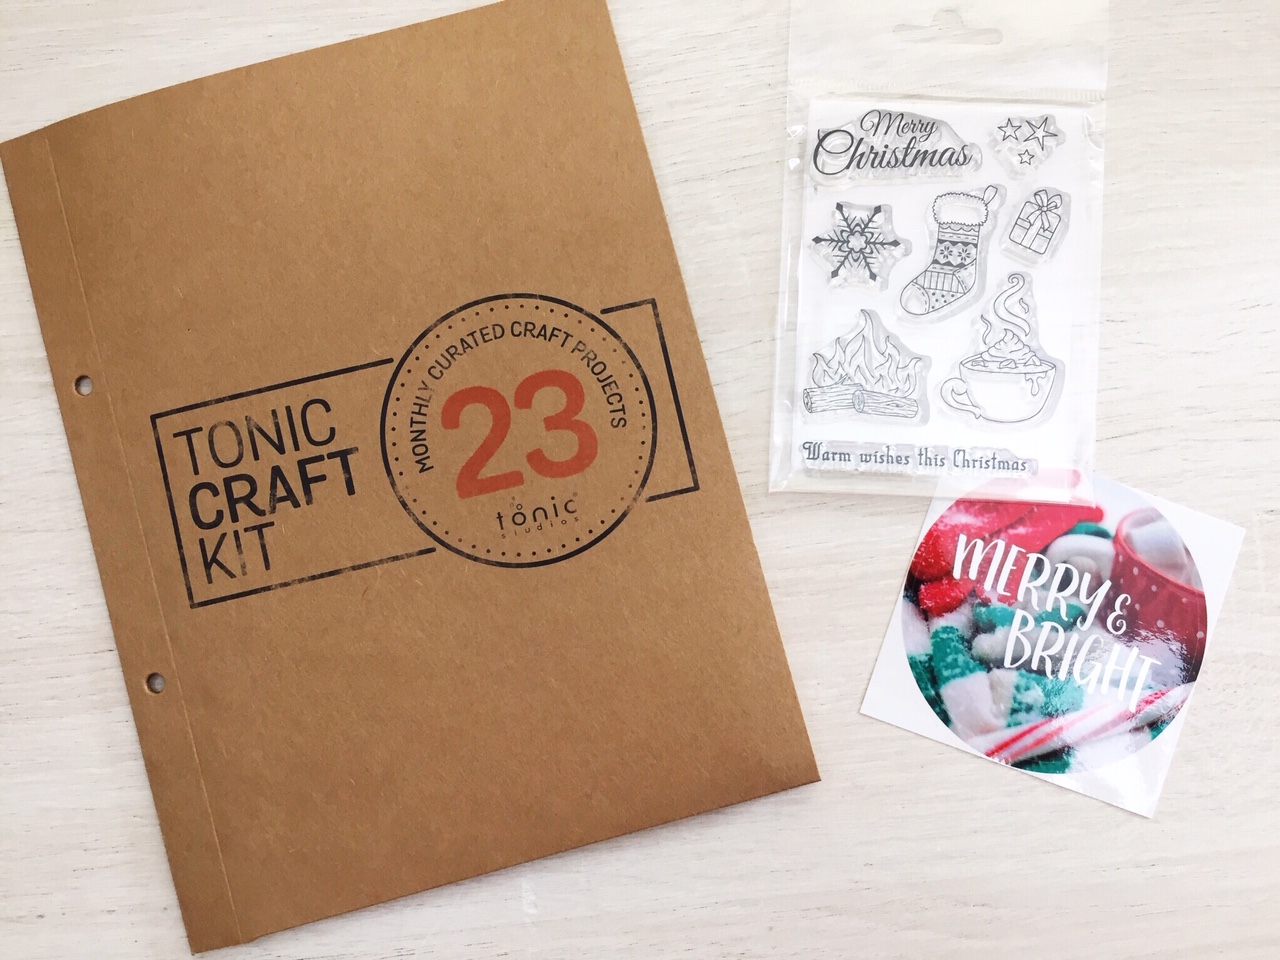 TONIC
CRAFT
KIT
MONTHLY CURATED CRAFT PROJECTS
23
tonic
studios
Merry
Christmas
Warm wishes this Christmas
MERRY &
BRIGHT